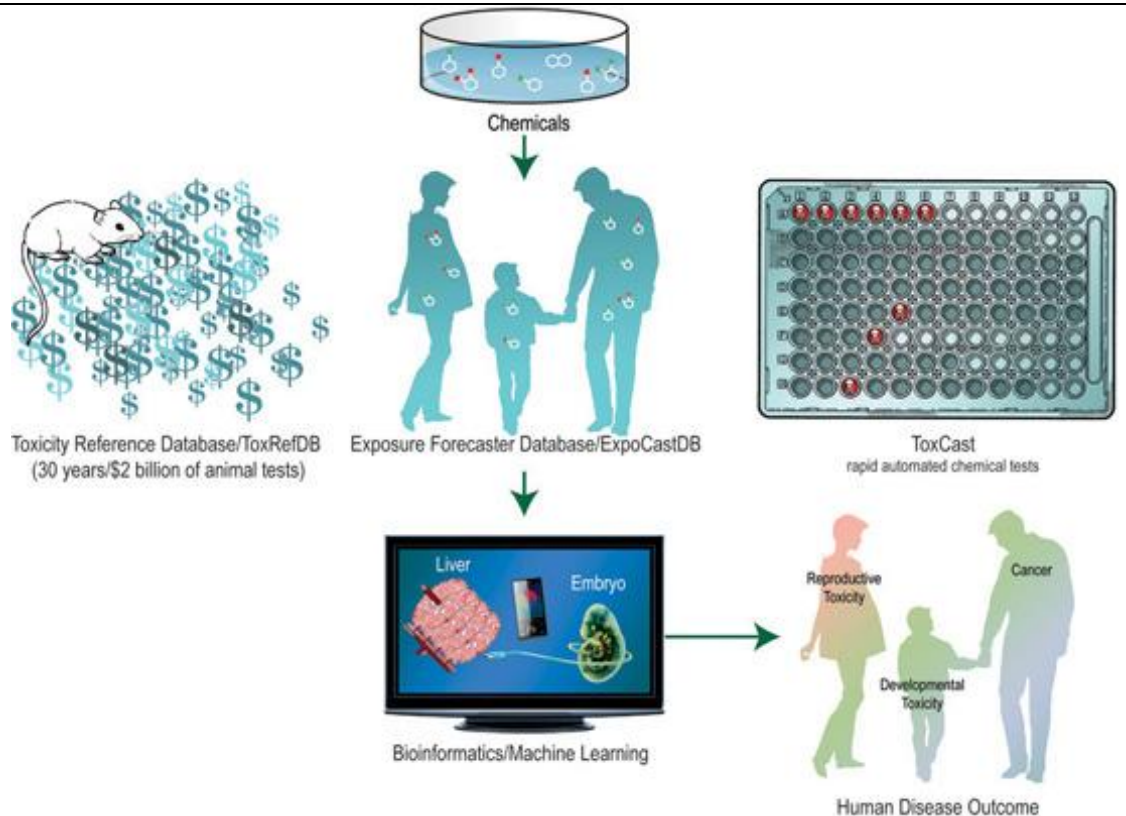 Chemicals
Toxicity Reference Database/ToxRefDB
(30 years/$2 billion of animal tests)
Exposure Forecaster Database/ExpoCastDB
ToxCast
rapid automated chemical tests
Liver
Embryo
Bioinformatics/Machine Learning
Reproductive
Toxicity
Cancer
Developmental
Toxicity
Human Disease Outcome